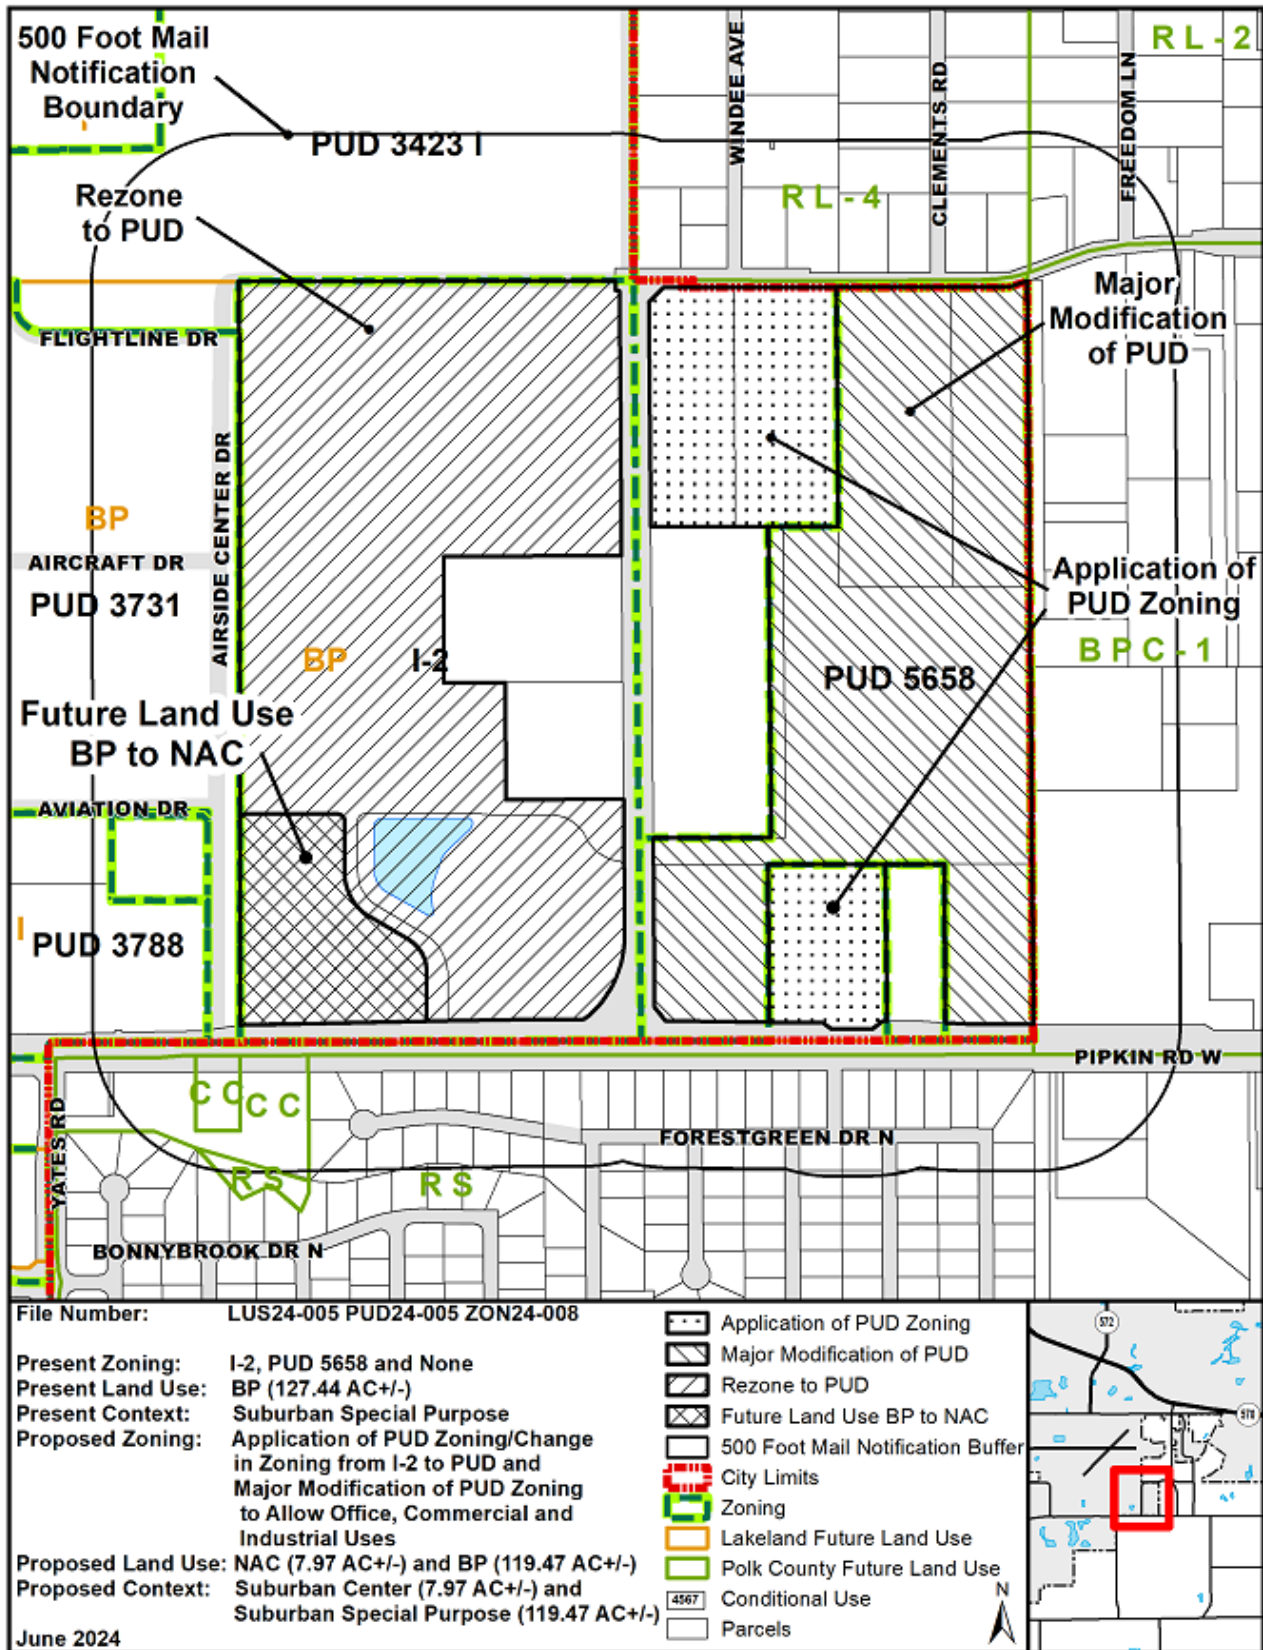 500 Foot Mail
Notification
Boundary
PUD 3423 I
WINDEE AVE
CLEMENTS RD
FREEDOM LN
R L - 2
Rezone
to PUD
R L - 4
Major
Modification
of PUD
FLIGHTLINE DR
AIRSIDE CENTER DR
BP
AIRCRAFT DR
PUD 3731
BP
I-2
Application of
PUD Zoning
B P C - 1
PUD 5658
Future Land Use
BP to NAC
AVIATION DR
I
PUD 3788
PIPKIN RD W
YATES RD
C C
C C
FORESTGREEN DR N
R S
R S
BONNYBROOK DR N
File Number: LUS24-005 PUD24-005 ZON24-008
Present Zoning: I-2, PUD 5658 and None
Present Land Use: BP (127.44 AC+/-)
Present Context: Suburban Special Purpose
Proposed Zoning: Application of PUD Zoning/Change
in Zoning from I-2 to PUD and
Major Modification of PUD Zoning
to Allow Office, Commercial and
Industrial Uses
Proposed Land Use: NAC (7.97 AC+/-) and BP (119.47 AC+/-)
Proposed Context: Suburban Center (7.97 AC+/-) and
Suburban Special Purpose (119.47 AC+/-)
June 2024
Application of PUD Zoning
Major Modification of PUD
Rezone to PUD
Future Land Use BP to NAC
500 Foot Mail Notification Buffer
City Limits
Zoning
Lakeland Future Land Use
Polk County Future Land Use
4567 Conditional Use
Parcels
N
572
570